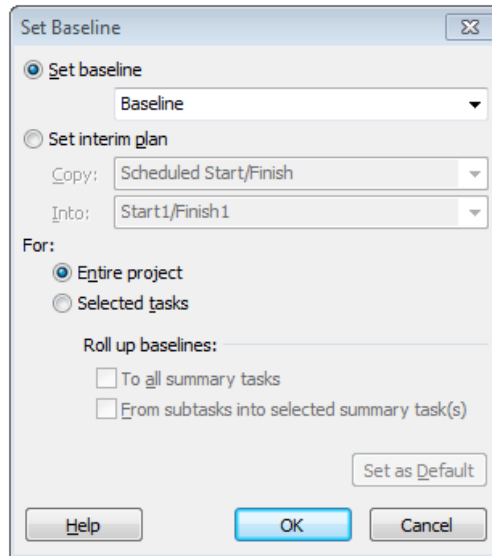 Set Baseline
Set baseline
Baseline
Set interim plan
Copy: Scheduled Start/Finish
Into: Start1/Finish1
For:
Entire project
Selected tasks
Roll up baselines:
To all summary tasks
From subtasks into selected summary task(s)
Set as Default
Help OK Cancel